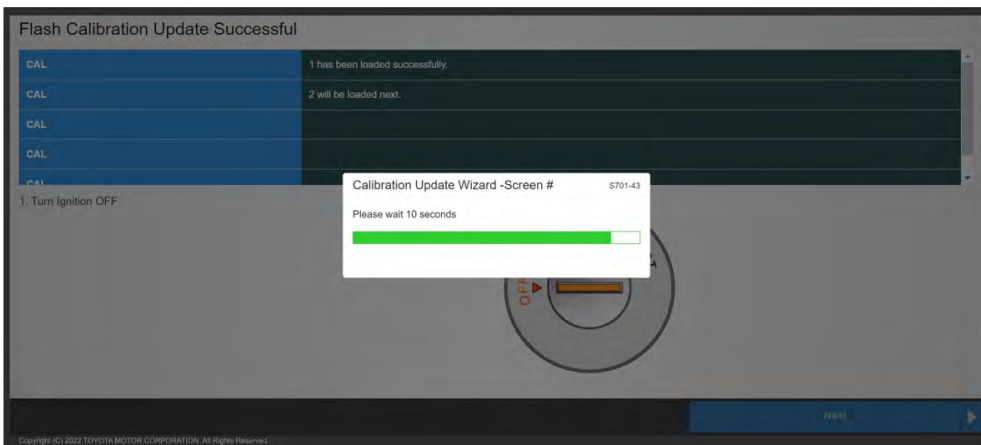 Flash Calibration Update Successful
CAL 1 has been loaded successfully.
CAL 2 will be loaded next.
CAL
CAL
CAL
1. Turn Ignition OFF
Calibration Update Wizard -Screen # S701-43
Please wait 10 seconds
OFF
Next
Copyright (C) 2022 TOYOTA MOTOR CORPORATION. All Rights Reserved.